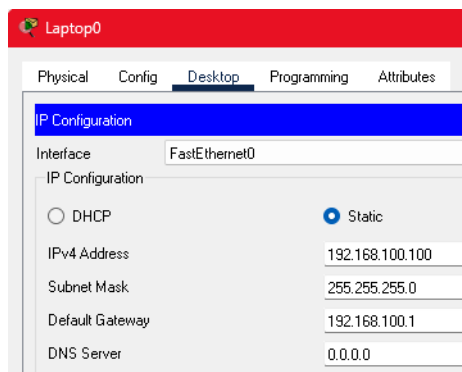 Laptop0
Physical Config Desktop Programming Attributes
IP Configuration
Interface FastEthernet0
IP Configuration
DHCP Static
IPv4 Address 192.168.100.100
Subnet Mask 255.255.255.0
Default Gateway 192.168.100.1
DNS Server 0.0.0.0